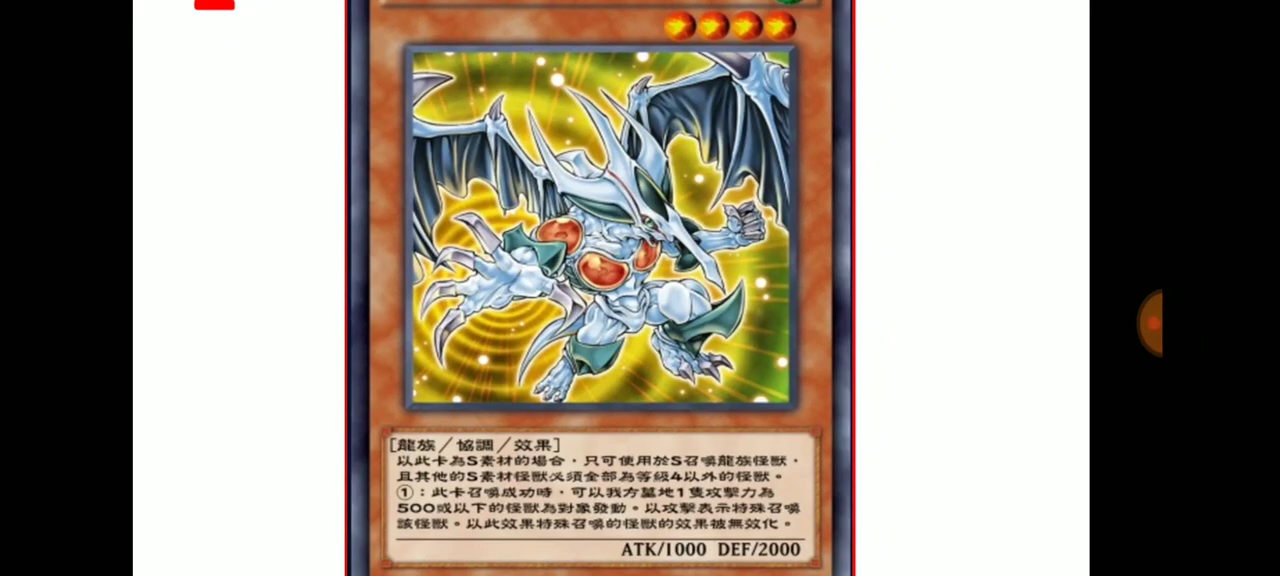 [龍族／協調／效果]
以此卡為S素材的場合，只可使用於S召喚龍族怪獸，
且其他的S素材怪獸必須全部為等級4以外的怪獸。
①：此卡召喚成功時，可以我方墓地1隻攻擊力為
500或以下的怪獸為對象發動。以攻擊表示特殊召喚
該怪獸。以此效果特殊召喚的怪獸的效果被無效化。
ATK/1000 DEF/2000